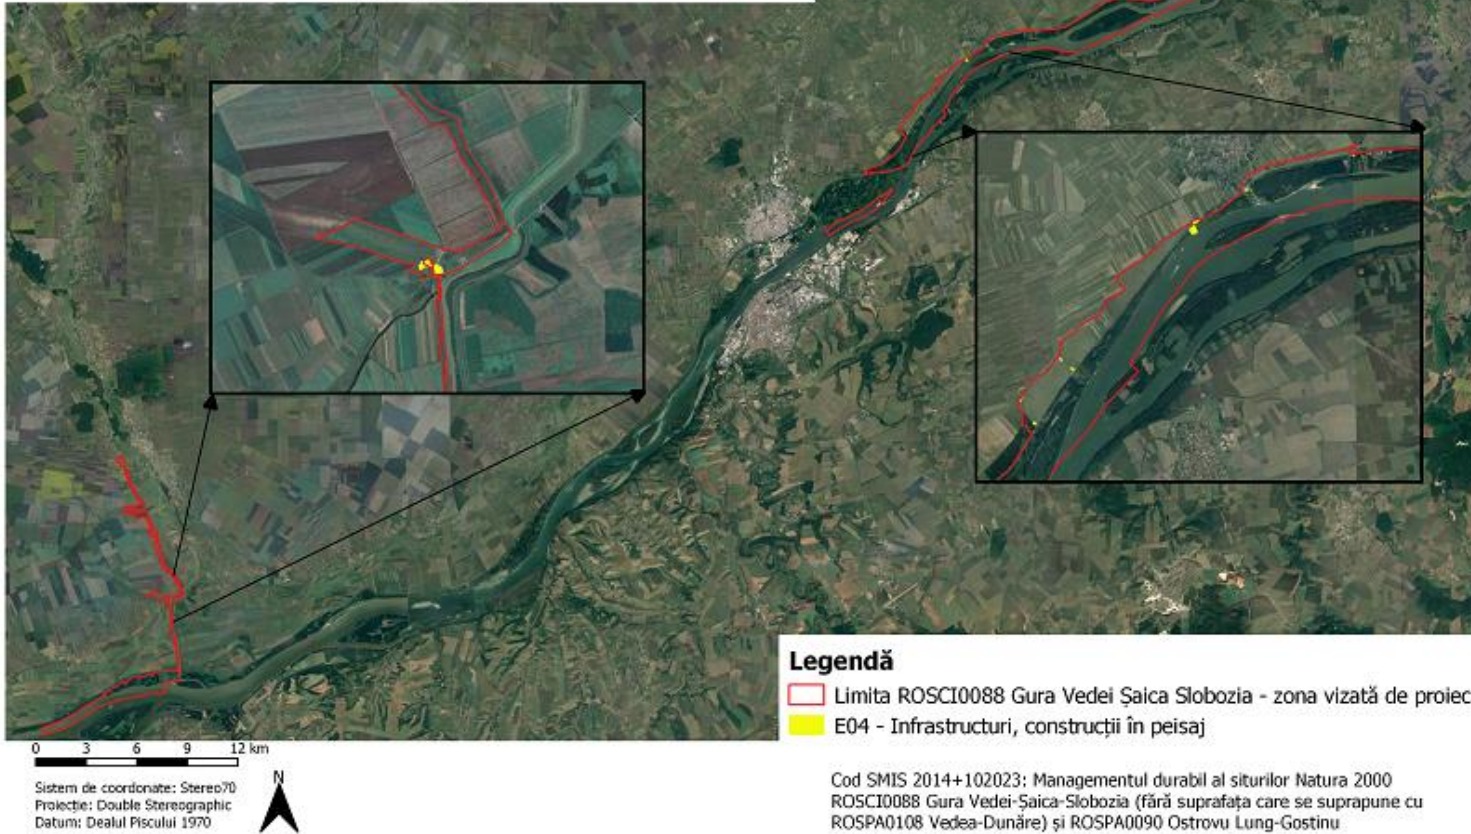 Legendă
Limita ROSCI0088 Gura Vedei Șaica Slobozia - zona vizată de proiec
E04 - Infrastructuri, construcții în peisaj
0 3 6 9 12 km
Sistem de coordonate: Stereo70
Proiecție: Double Stereographic
Datum: Dealul Piscului 1970
N
Cod SMIS 2014+102023: Managementul durabil al siturilor Natura 2000
ROSCI0088 Gura Vedei-Șaica-Slobozia (fără suprafața care se suprapune cu
ROSPA0108 Vedea-Dunăre) și ROSPA0090 Ostrovu Lung-Gostinu